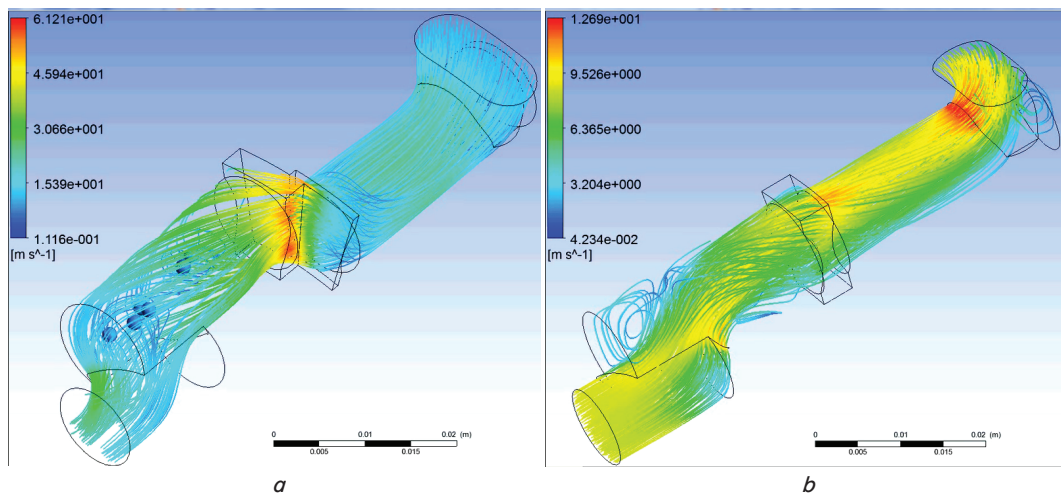 6.121e+001
4.594e+001
3.066e+001
1.539e+001
1.116e-001
[m s^-1]
0 0.01 0.02 (m)
0.005 0.015
a
1.269e+001
9.526e+000
6.365e+000
3.204e+000
4.234e-002
[m s^-1]
0 0.01 0.02 (m)
0.005 0.015
b